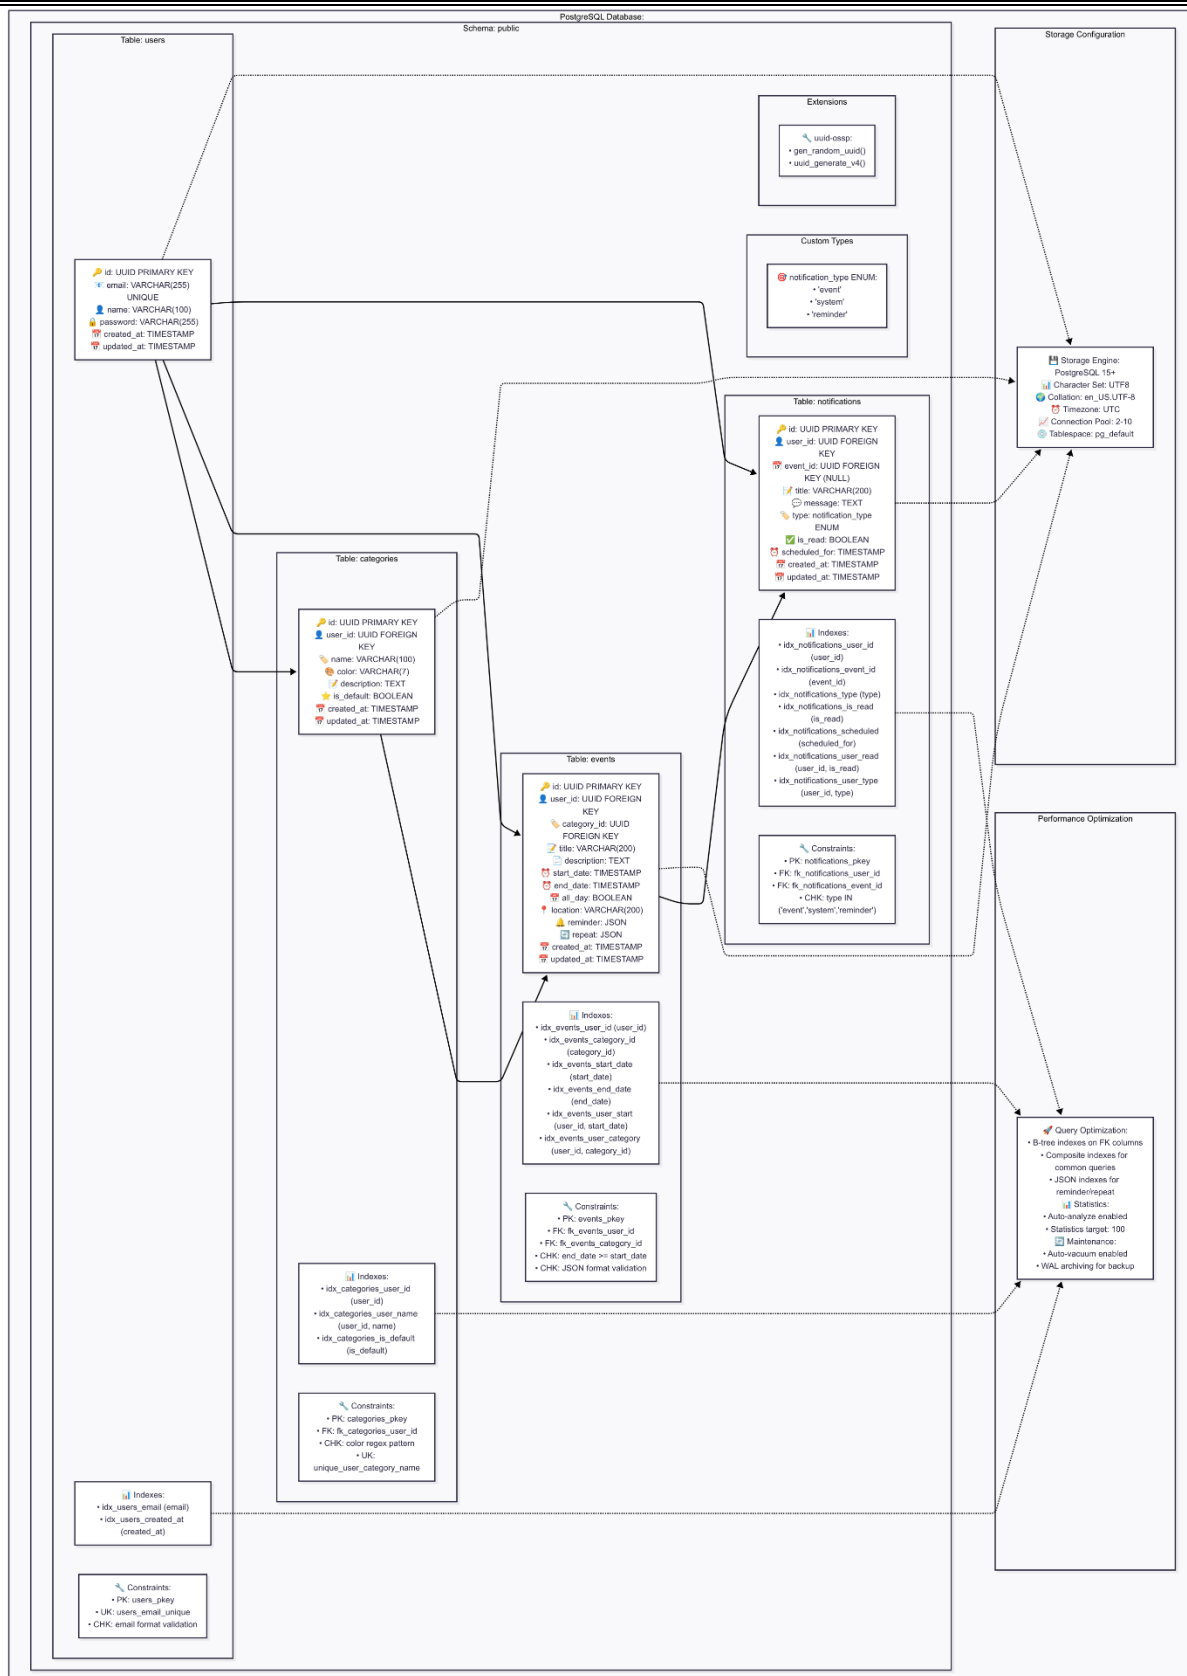 PostgreSQL Database:
Schema: public
Table: users
🔑 id: UUID PRIMARY KEY
📧 email: VARCHAR(255)
UNIQUE
👤 name: VARCHAR(100)
🔒 password: VARCHAR(255)
📅 created_at: TIMESTAMP
📅 updated_at: TIMESTAMP
📊 Indexes:
• idx_users_email (email)
• idx_users_created_at
(created_at)
🔧 Constraints:
• PK: users_pkey
• UK: users_email_unique
• CHK: email format validation
Table: categories
🔑 id: UUID PRIMARY KEY
👤 user_id: UUID FOREIGN
KEY
🏷️ name: VARCHAR(100)
🎨 color: VARCHAR(7)
📝 description: TEXT
⭐ is_default: BOOLEAN
📅 created_at: TIMESTAMP
📅 updated_at: TIMESTAMP
📊 Indexes:
• idx_categories_user_id
(user_id)
• idx_categories_user_name
(user_id, name)
• idx_categories_is_default
(is_default)
🔧 Constraints:
• PK: categories_pkey
• FK: fk_categories_user_id
• CHK: color regex pattern
• UK:
unique_user_category_name
Table: events
🔑 id: UUID PRIMARY KEY
👤 user_id: UUID FOREIGN
KEY
🏷️ category_id: UUID
FOREIGN KEY
📝 title: VARCHAR(200)
📄 description: TEXT
⏰ start_date: TIMESTAMP
⏰ end_date: TIMESTAMP
📅 all_day: BOOLEAN
📍 location: VARCHAR(200)
🔔 reminder: JSON
🔄 repeat: JSON
📅 created_at: TIMESTAMP
📅 updated_at: TIMESTAMP
📊 Indexes:
• idx_events_user_id (user_id)
• idx_events_category_id
(category_id)
• idx_events_start_date
(start_date)
• idx_events_end_date
(end_date)
• idx_events_user_start
(user_id, start_date)
• idx_events_user_category
(user_id, category_id)
🔧 Constraints:
• PK: events_pkey
• FK: fk_events_user_id
• FK: fk_events_category_id
• CHK: end_date >= start_date
• CHK: JSON format validation
Extensions
🔧 uuid-ossp:
• gen_random_uuid()
• uuid_generate_v4()
Custom Types
🎯 notification_type ENUM:
• 'event'
• 'system'
• 'reminder'
Table: notifications
🔑 id: UUID PRIMARY KEY
👤 user_id: UUID FOREIGN
KEY
📅 event_id: UUID FOREIGN
KEY (NULL)
📝 title: VARCHAR(200)
💬 message: TEXT
🏷️ type: notification_type
ENUM
✅ is_read: BOOLEAN
⏰ scheduled_for: TIMESTAMP
📅 created_at: TIMESTAMP
📅 updated_at: TIMESTAMP
📊 Indexes:
• idx_notifications_user_id
(user_id)
• idx_notifications_event_id
(event_id)
• idx_notifications_type (type)
• idx_notifications_is_read
(is_read)
• idx_notifications_scheduled
(scheduled_for)
• idx_notifications_user_read
(user_id, is_read)
• idx_notifications_user_type
(user_id, type)
🔧 Constraints:
• PK: notifications_pkey
• FK: fk_notifications_user_id
• FK: fk_notifications_event_id
• CHK: type IN
('event','system','reminder')
Storage Configuration
💾 Storage Engine:
PostgreSQL 15+
📊 Character Set: UTF8
🌍 Collation: en_US.UTF-8
⏰ Timezone: UTC
📈 Connection Pool: 2-10
💿 Tablespace: pg_default
Performance Optimization
🚀 Query Optimization:
• B-tree indexes on FK columns
• Composite indexes for
common queries
• JSON indexes for
reminder/repeat
📊 Statistics:
• Auto-analyze enabled
• Statistics target: 100
🔄 Maintenance:
• Auto-vacuum enabled
• WAL archiving for backup